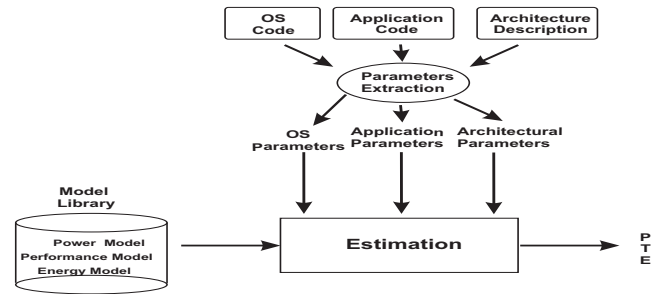 OS
Code
Application
Code
Architecture
Description
Parameters
Extraction
OS
Parameters
Application
Parameters
Architectural
Parameters
Model
Library
Power Model
Performance Model
Energy Model
Estimation
P
T
E